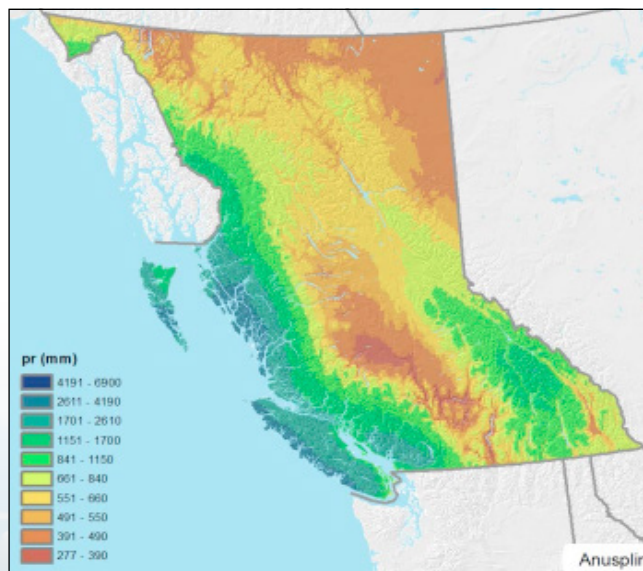 pr (mm)
4191 - 6900
2611 - 4190
1701 - 2610
1151 - 1700
841 - 1150
661 - 840
551 - 660
491 - 550
391 - 490
277 - 390
Anusplin